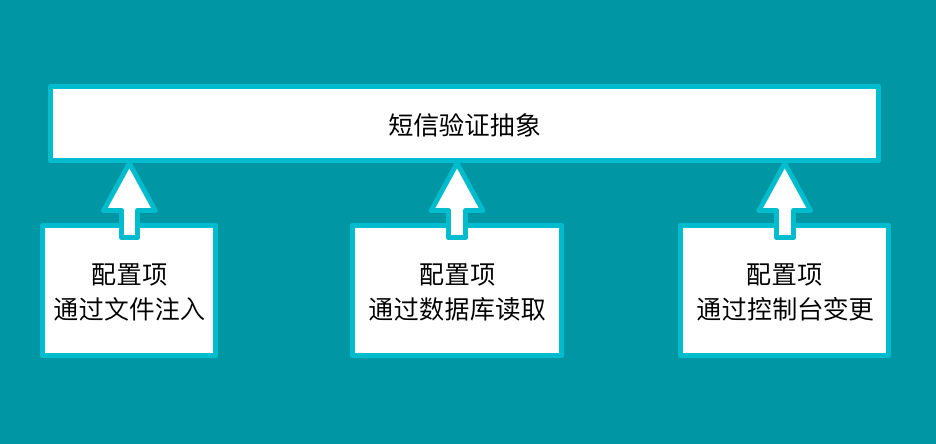 短信验证抽象
配置项
通过文件注入
配置项
通过数据库读取
配置项
通过控制台变更